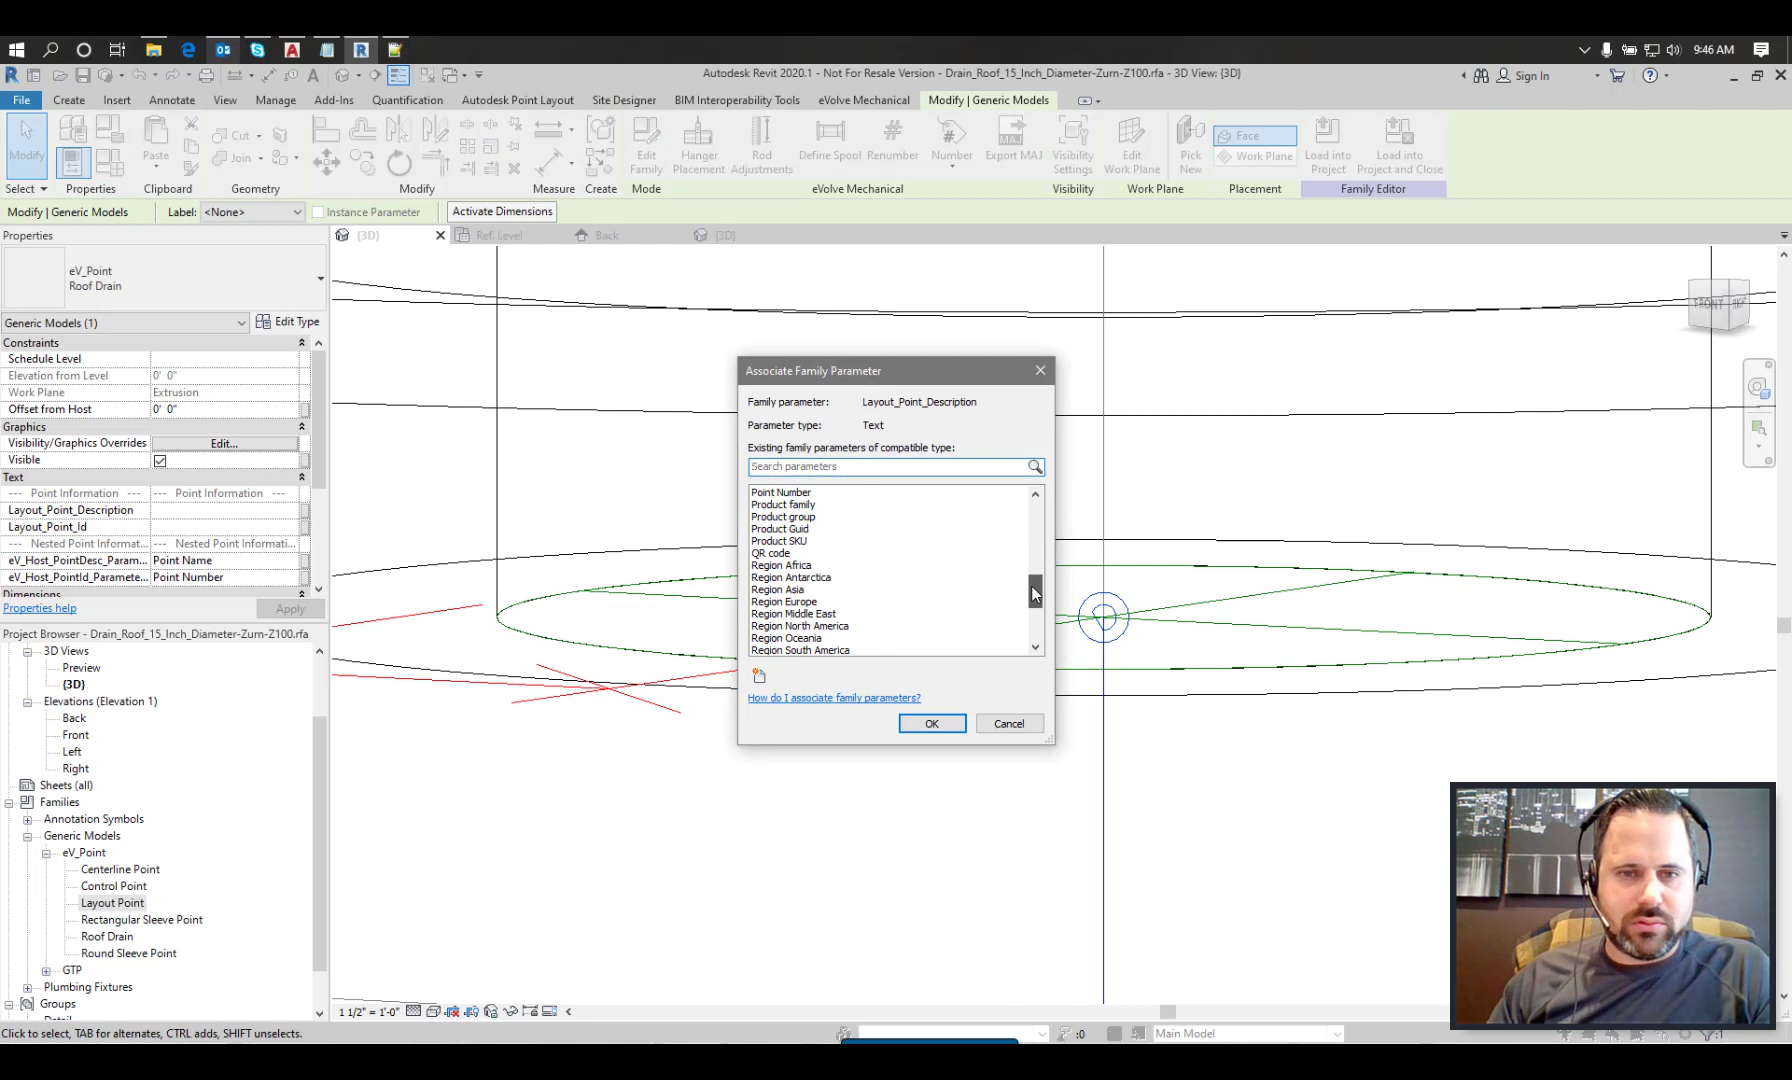 9:46 AM
Autodesk Revit 2020.1 - Not For Resale Version - Drain_Roof_15_Inch_Diameter-Zurn-Z100.rfa - 3D View: {3D}
Sign In
File Create Insert Annotate View Manage Add-Ins Quantification Autodesk Point Layout Site Designer BIM Interoperability Tools eVolve Mechanical Modify | Generic Models
Modify Paste Cut Join Edit Family Hanger Placement Rod Adjustments Define Spool Renumber Number Export MAJ Visibility Settings Edit Work Plane Pick New Face Work Plane Load into Project Load into Project and Close
Select Properties Clipboard Geometry Modify Measure Create Mode eVolve Mechanical Visibility Work Plane Placement Family Editor
Modify | Generic Models Label: <None> Instance Parameter Activate Dimensions
Properties
{3D} Ref. Level Back {3D}
eV_Point
Roof Drain
Generic Models (1) Edit Type
Constraints
Schedule Level
Elevation from Level 0' 0"
Work Plane Extrusion
Offset from Host 0' 0"
Graphics
Visibility/Graphics Overrides Edit...
Visible
Text
--- Point Information --- --- Point Information ---
Layout_Point_Description
Layout_Point_Id
--- Nested Point Informat... --- Nested Point Informati...
eV_Host_PointDesc_Param... Point Name
eV_Host_PointId_Paramete... Point Number
Dimensions
Properties help Apply
Project Browser - Drain_Roof_15_Inch_Diameter-Zurn-Z100.rfa
3D Views
Preview
{3D}
Elevations (Elevation 1)
Back
Front
Left
Right
Sheets (all)
Families
Annotation Symbols
Generic Models
eV_Point
Centerline Point
Control Point
Layout Point
Rectangular Sleeve Point
Roof Drain
Round Sleeve Point
GTP
Plumbing Fixtures
Groups
Detail
FRONT
Associate Family Parameter
Family parameter: Layout_Point_Description
Parameter type: Text
Existing family parameters of compatible type:
Search parameters
Point Number
Product family
Product group
Product Guid
Product SKU
QR code
Region Africa
Region Antarctica
Region Asia
Region Europe
Region Middle East
Region North America
Region Oceania
Region South America
How do I associate family parameters?
OK Cancel
1 1/2" = 1'-0"
Click to select, TAB for alternates, CTRL adds, SHIFT unselects.
:0
Main Model
:1